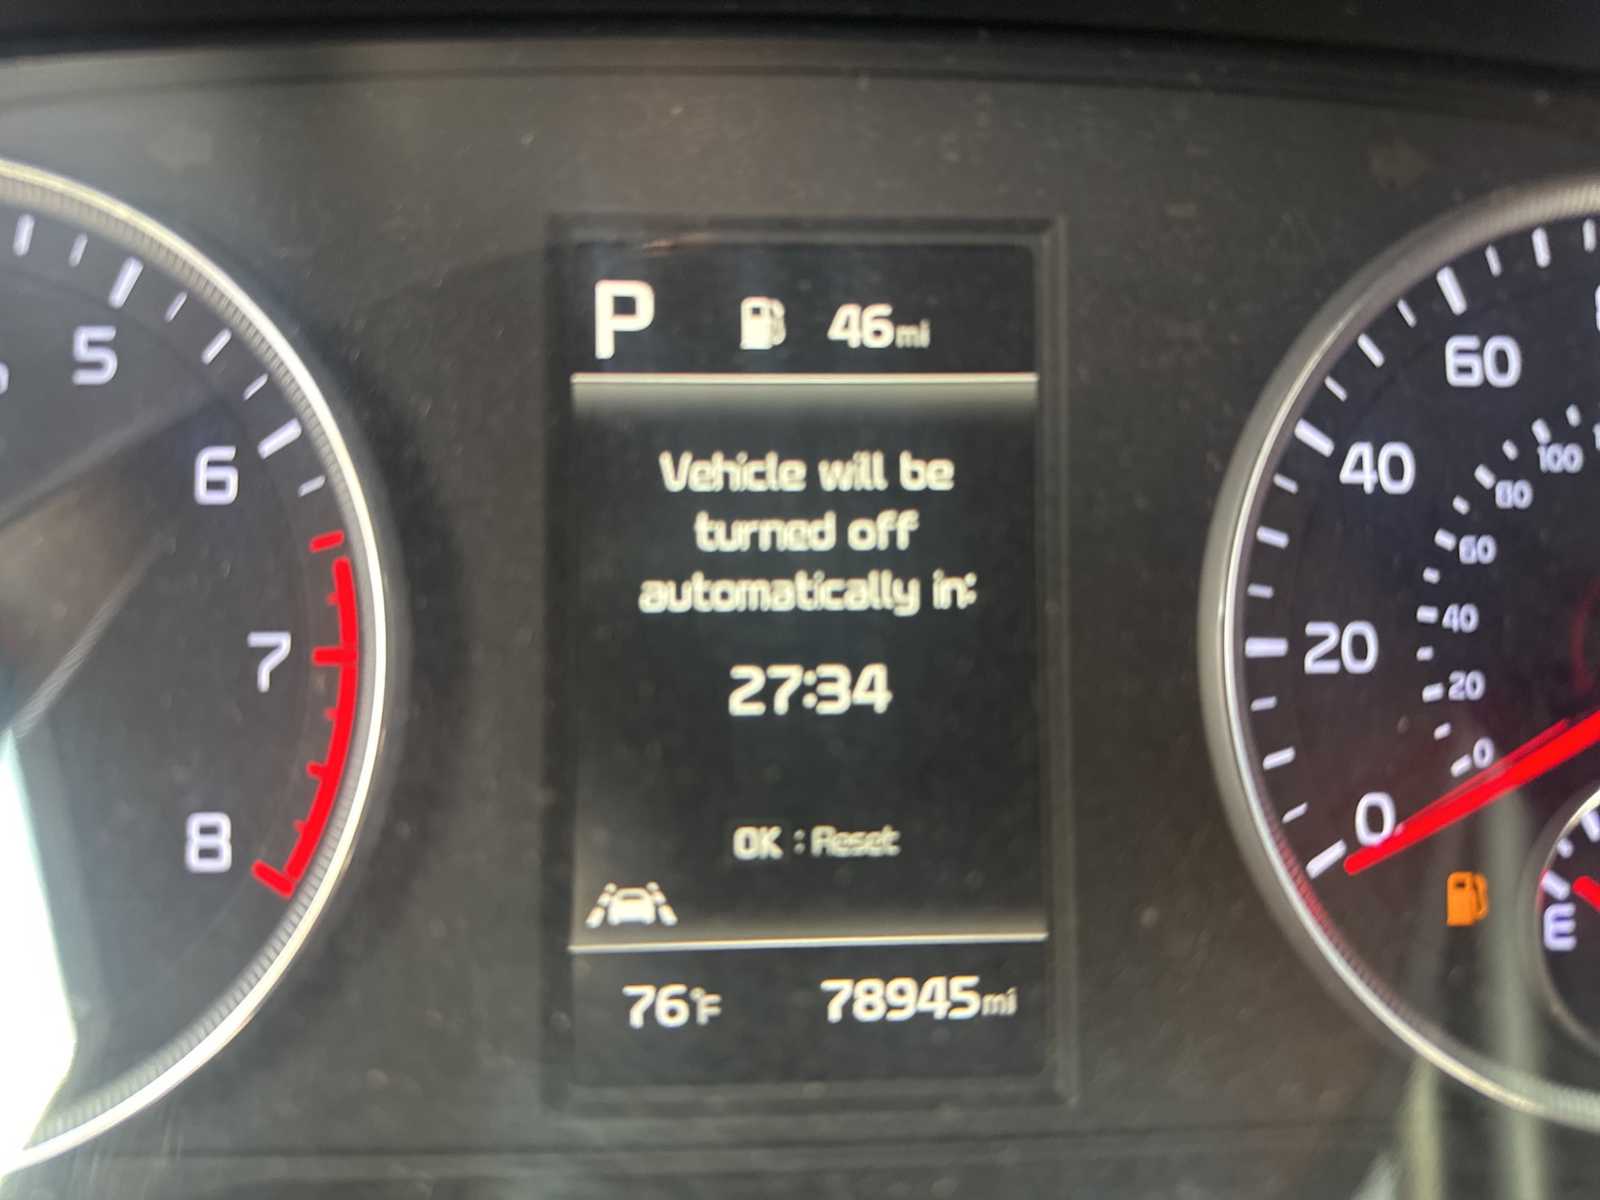 P 46mi
Vehicle will be
turned off
automatically in:
27:34
OK : Reset
76°F 78945mi
5
6
7
8
60
40
20
0
100
80
60
40
20
0
E